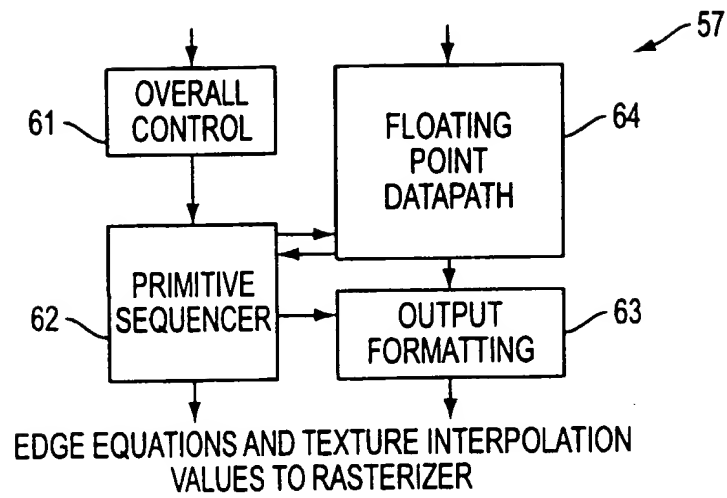 57
OVERALL
CONTROL
61
FLOATING
POINT
DATAPATH
64
PRIMITIVE
SEQUENCER
62
OUTPUT
FORMATTING
63
EDGE EQUATIONS AND TEXTURE INTERPOLATION
VALUES TO RASTERIZER